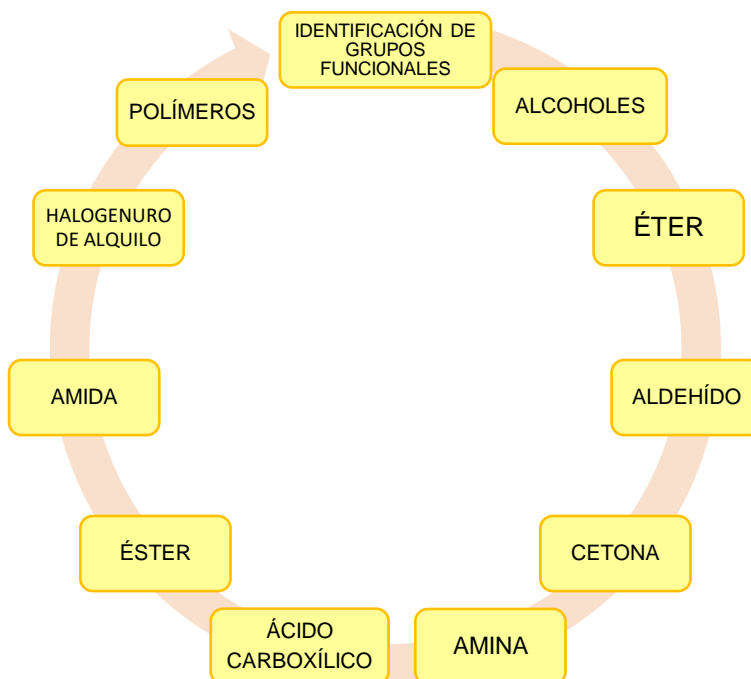 IDENTIFICACIÓN DE
GRUPOS
FUNCIONALES
ALCOHOLES
ÉTER
ALDEHÍDO
CETONA
AMINA
ÁCIDO
CARBOXÍLICO
ÉSTER
AMIDA
HALOGENURO
DE ALQUILO
POLÍMEROS